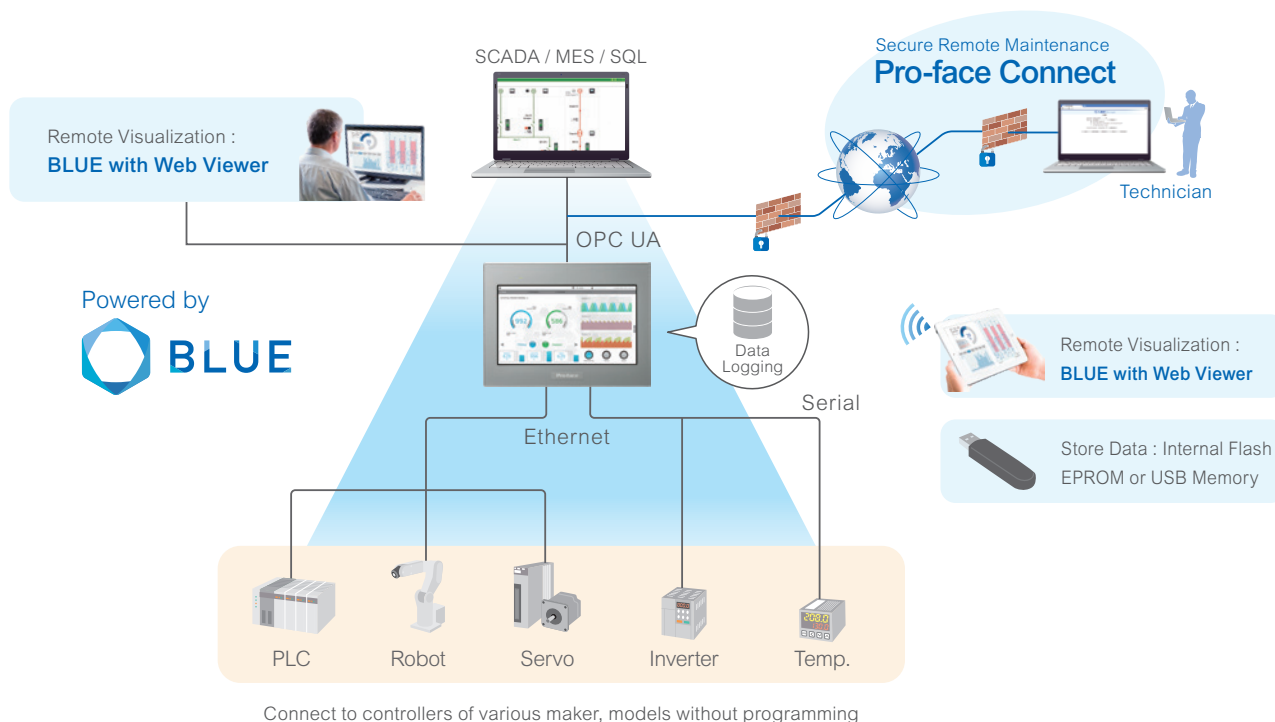 SCADA / MES / SQL
Secure Remote Maintenance
Pro-face Connect
Remote Visualization :
BLUE with Web Viewer
Technician
OPC UA
Powered by
BLUE
Data
Logging
Remote Visualization :
BLUE with Web Viewer
Serial
Ethernet
Store Data : Internal Flash
EPROM or USB Memory
PLC
Robot
Servo
Inverter
Temp.
Connect to controllers of various maker, models without programming